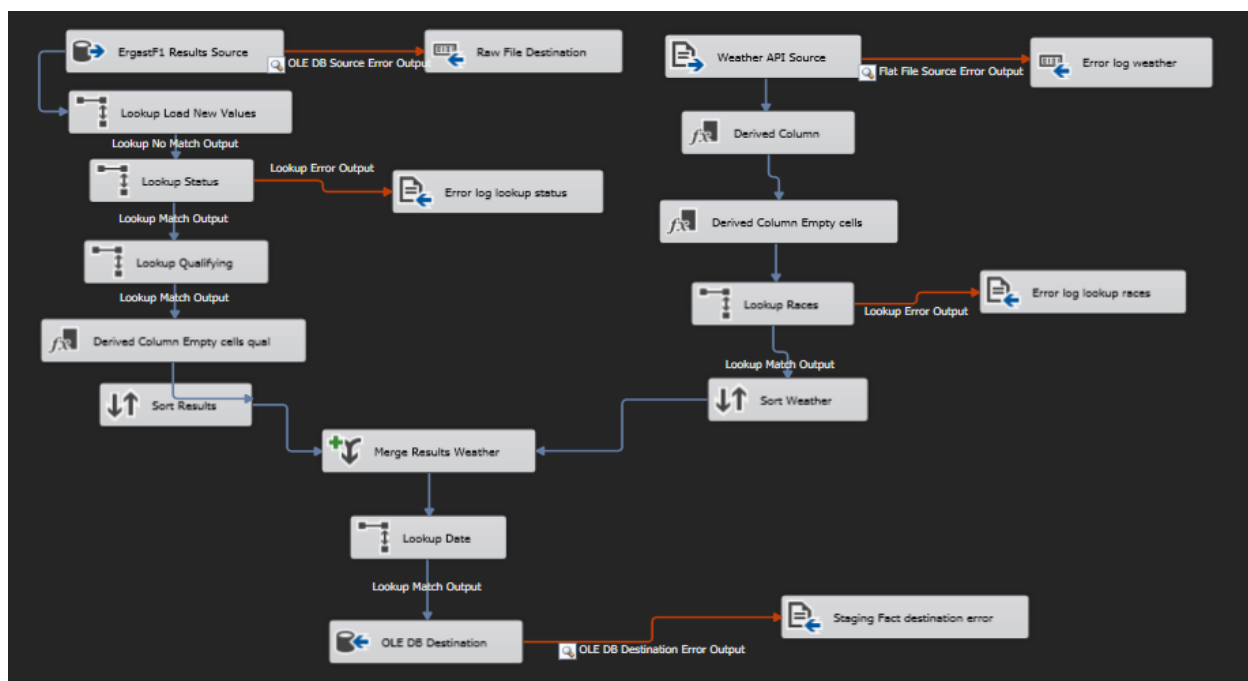 ErgastF1 Results Source
OLE DB Source Error Output
Raw File Destination
Lookup Load New Values
Lookup No Match Output
Lookup Status
Lookup Error Output
Error log lookup status
Lookup Match Output
Lookup Qualifying
Lookup Match Output
Derived Column Empty cells qual
Sort Results
Weather API Source
Flat File Source Error Output
Error log weather
Derived Column
Derived Column Empty cells
Lookup Races
Lookup Error Output
Error log lookup races
Lookup Match Output
Sort Weather
Merge Results Weather
Lookup Date
Lookup Match Output
OLE DB Destination
OLE DB Destination Error Output
Staging Fact destination error